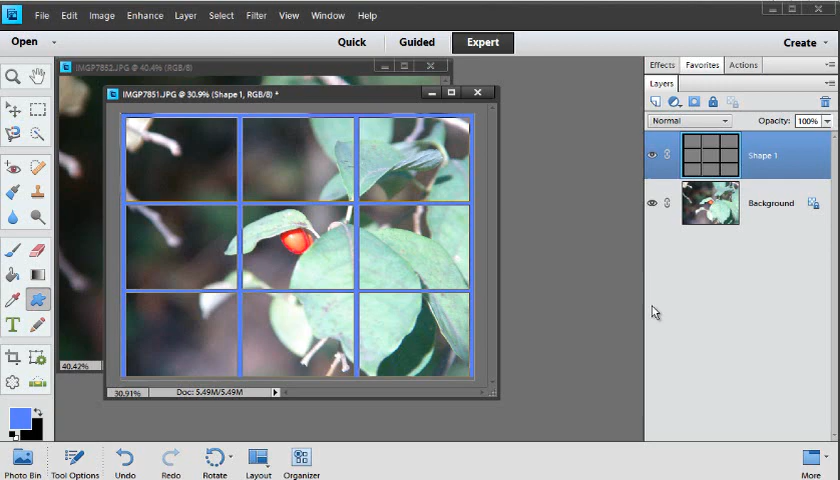 File Edit Image Enhance Layer Select Filter View Window Help
Open Quick Guided Expert Create
Effects Favorites Actions
Layers
Normal Opacity: 100%
Shape 1
Background
IMGP7852.JPG @ 40.4% (RGB/8)
IMGP7851.JPG @ 30.9% (Shape 1, RGB/8) *
40.42%
30.91% Doc: 5.49M/5.49M
T
Photo Bin Tool Options Undo Redo Rotate Layout Organizer More